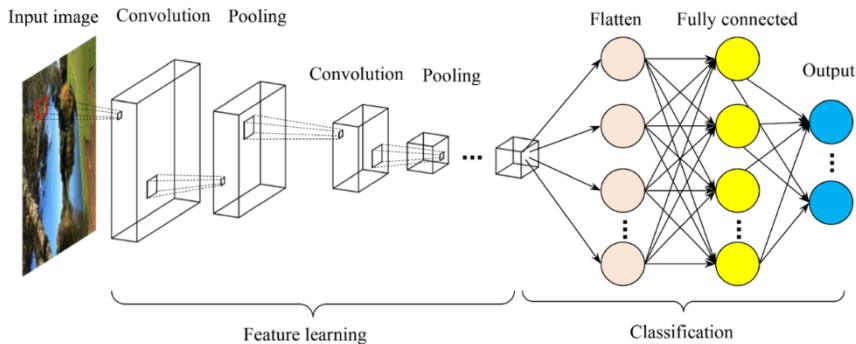 Input image
Convolution
Pooling
Convolution
Pooling
Flatten
Fully connected
Output
Feature learning
Classification